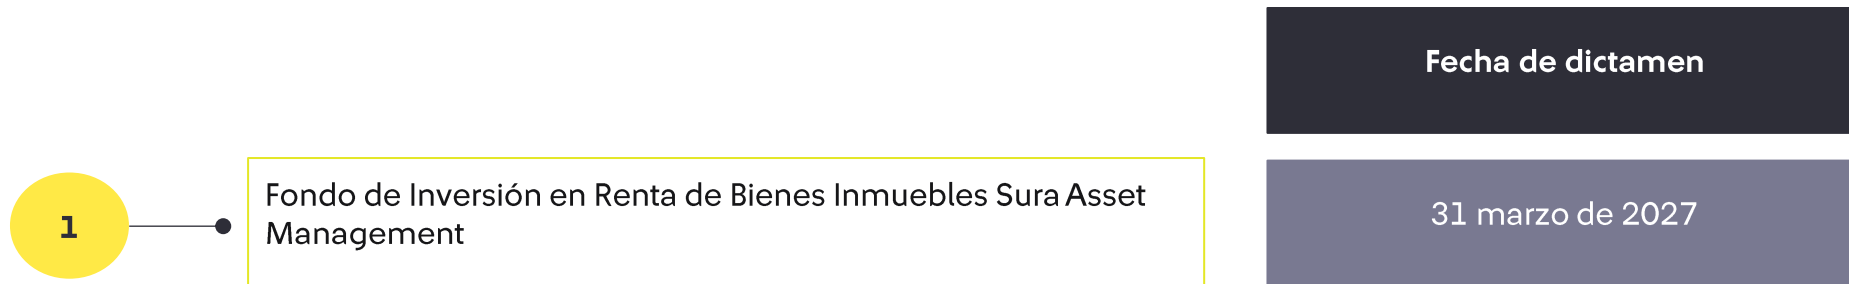 Fecha de dictamen
1
Fondo de Inversión en Renta de Bienes Inmuebles Sura Asset
Management
31 marzo de 2027